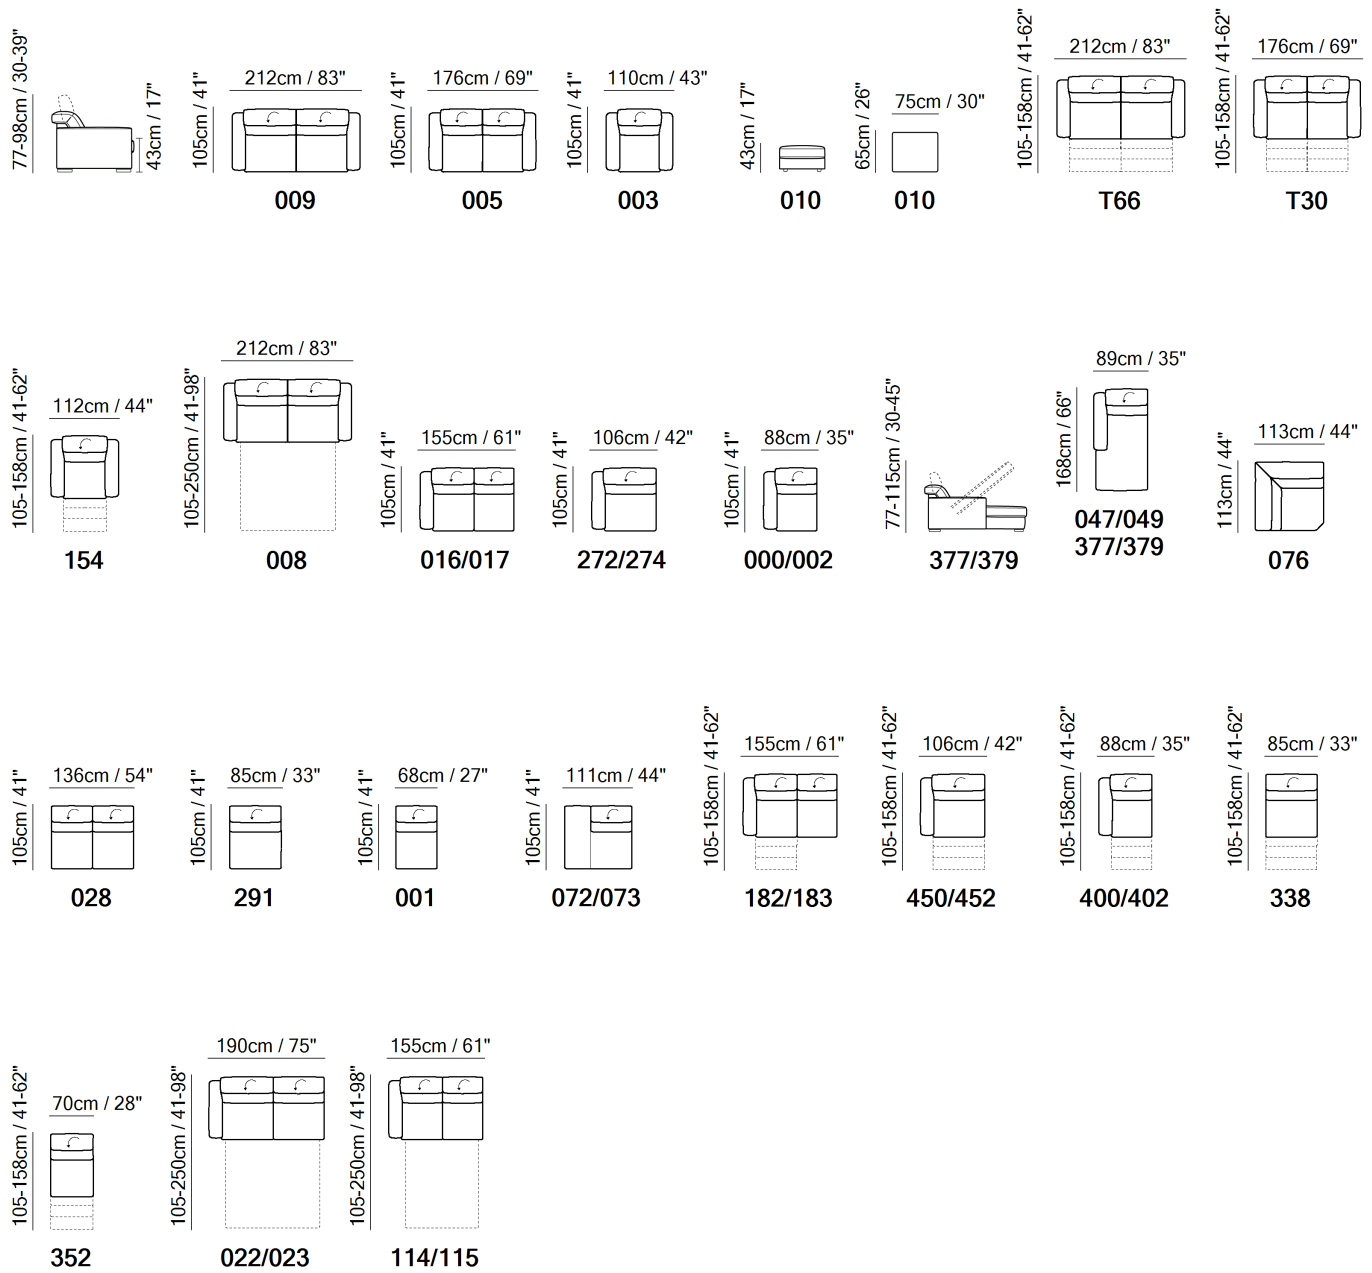 77-98cm / 30-39"
43cm / 17"
105cm / 41"
212cm / 83"
009
105cm / 41"
176cm / 69"
005
105cm / 41"
110cm / 43"
003
43cm / 17"
010
65cm / 26"
75cm / 30"
010
105-158cm / 41-62"
212cm / 83"
T66
105-158cm / 41-62"
176cm / 69"
T30
105-158cm / 41-62"
112cm / 44"
154
105-250cm / 41-98"
212cm / 83"
008
105cm / 41"
155cm / 61"
016/017
105cm / 41"
106cm / 42"
272/274
105cm / 41"
88cm / 35"
000/002
77-115cm / 30-45"
377/379
168cm / 66"
89cm / 35"
047/049
377/379
113cm / 44"
113cm / 44"
076
105cm / 41"
136cm / 54"
028
105cm / 41"
85cm / 33"
291
105cm / 41"
68cm / 27"
001
105cm / 41"
111cm / 44"
072/073
105-158cm / 41-62"
155cm / 61"
182/183
105-158cm / 41-62"
106cm / 42"
450/452
105-158cm / 41-62"
88cm / 35"
400/402
105-158cm / 41-62"
85cm / 33"
338
105-158cm / 41-62"
70cm / 28"
352
105-250cm / 41-98"
190cm / 75"
022/023
105-250cm / 41-98"
155cm / 61"
114/115